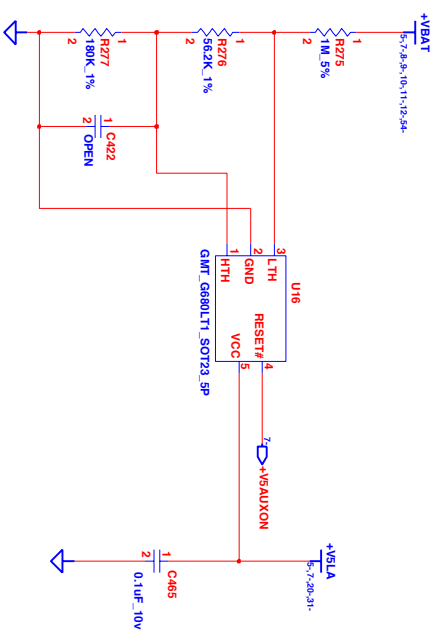 +VBAT
5-,7-,8-,9-,10-,11-,12-,54-
1 R275 2
1M_5%
1 R276 2
56.2K_1%
1 R277 2
180K_1%
1 C422
2 OPEN
U16
3 LTH
2 GND
1 HTH
RESET# 4
VCC 5
GMT_G680LT1_SOT23_5P
7-
+V5AUXON
+V5LA
5-,7-,20-,31-
1 C465
2
0.1uF_10v